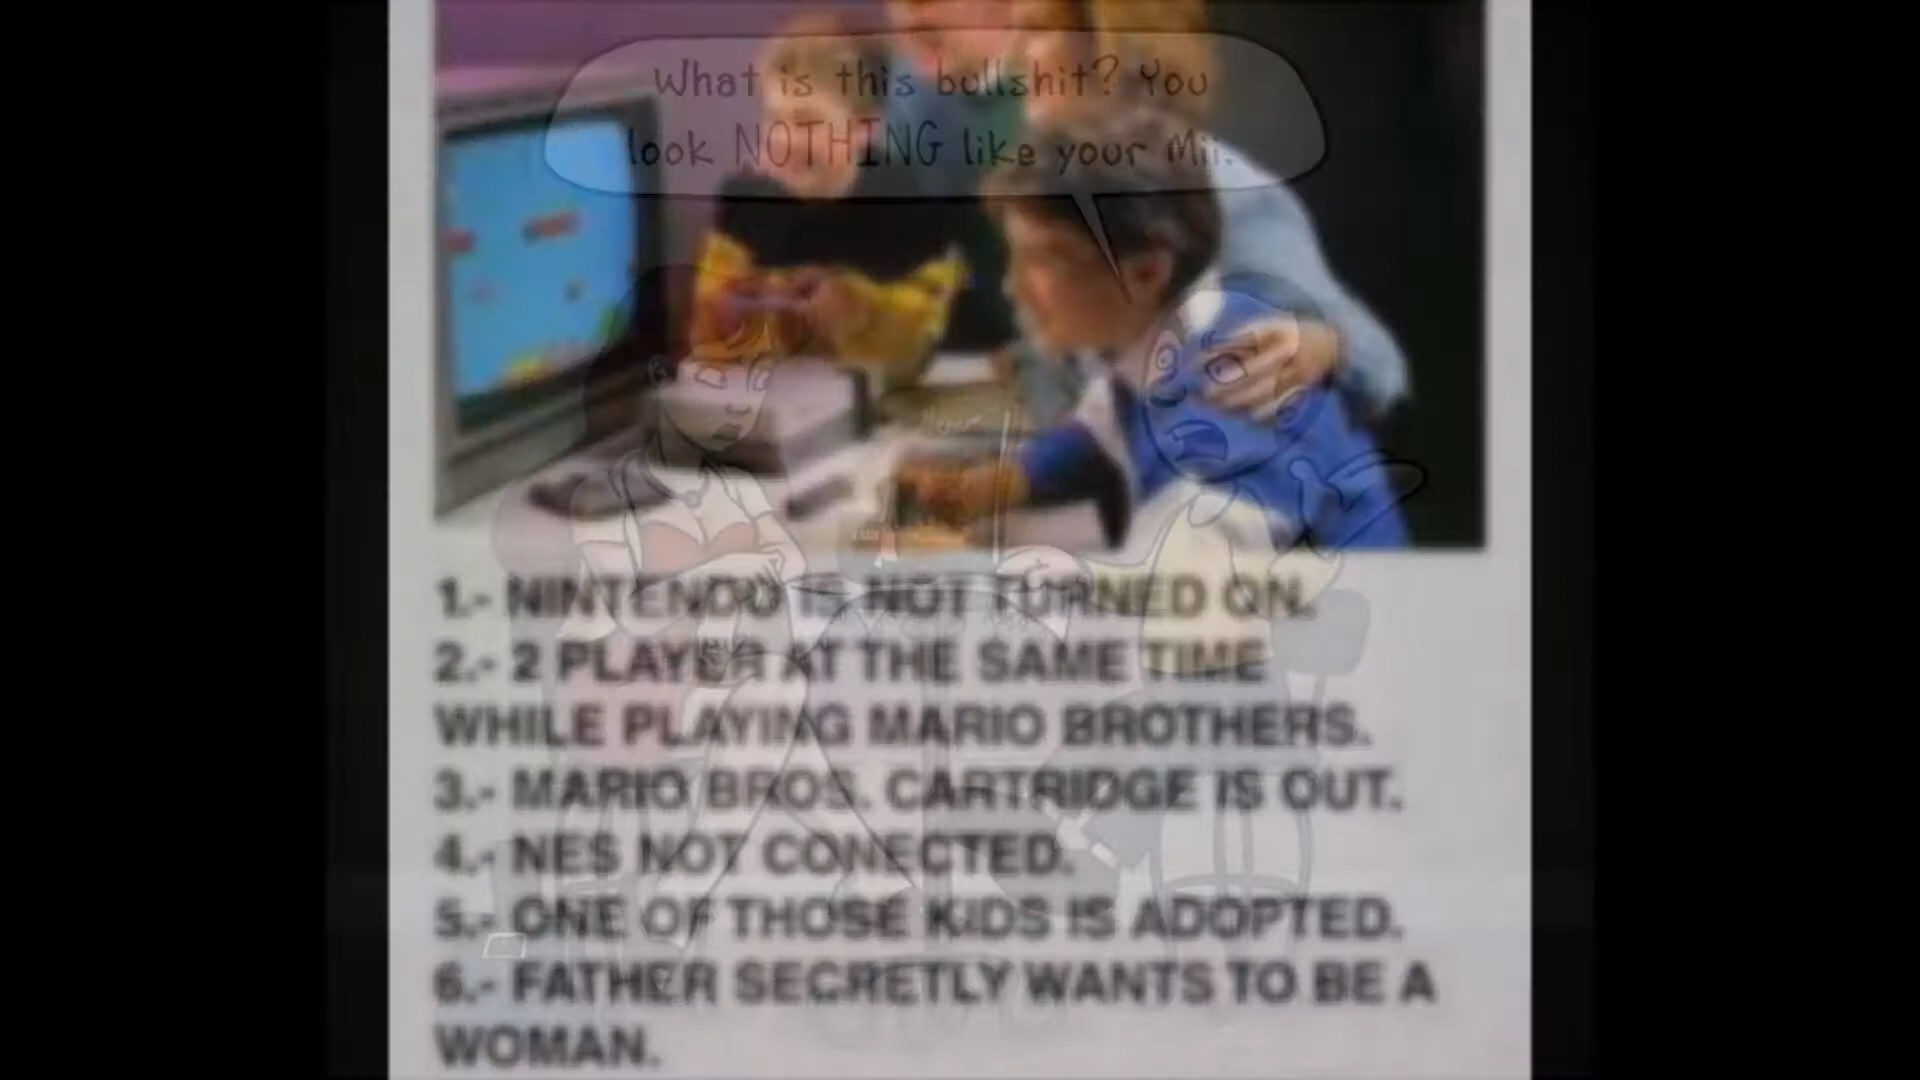 What is this bullshit? You
look NOTHING like your Mii.
1.- NINTENDO IS NOT TURNED ON.
2.- 2 PLAYER AT THE SAME TIME
WHILE PLAYING MARIO BROTHERS.
3.- MARIO BROS. CARTRIDGE IS OUT.
4.- NES NOT CONECTED.
5.- ONE OF THOSE KIDS IS ADOPTED.
6.- FATHER SECRETLY WANTS TO BE A
WOMAN.